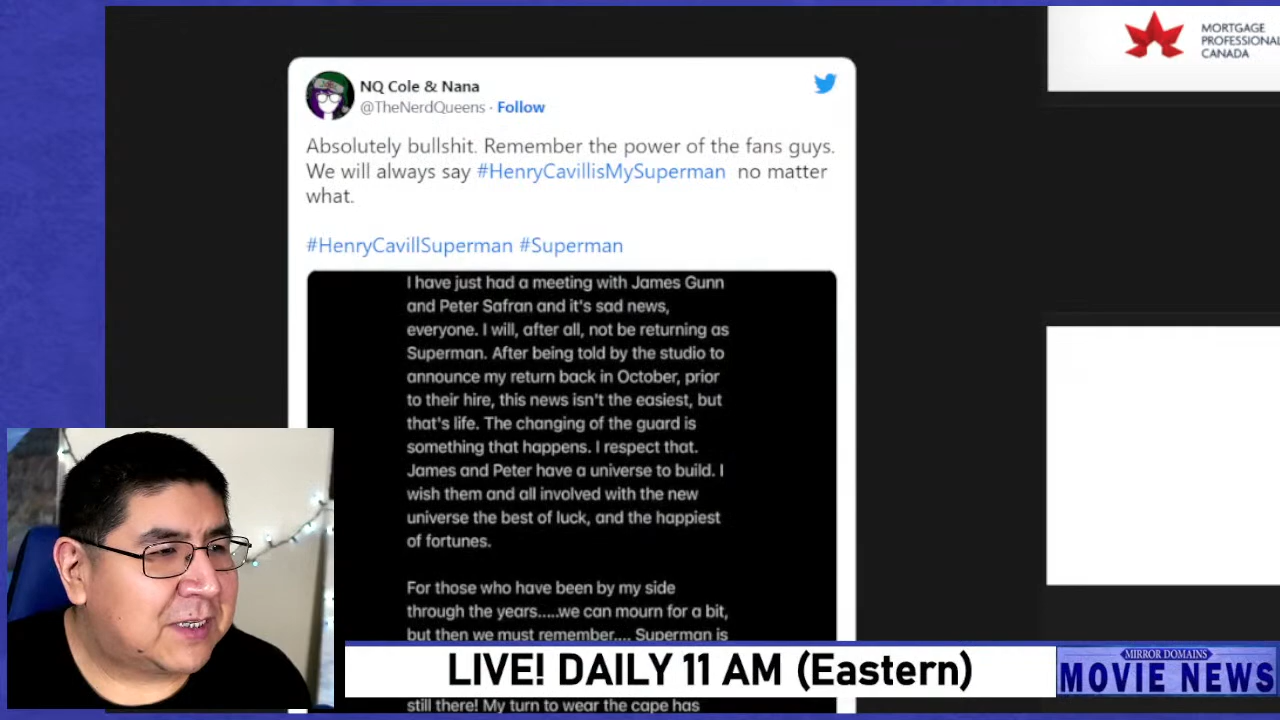 MORTGAGE
PROFESSIONAL
CANADA
NQ Cole & Nana
@TheNerdQueens · Follow
Absolutely bullshit. Remember the power of the fans guys.
We will always say #HenryCavillisMySuperman no matter
what.
#HenryCavillSuperman #Superman
I have just had a meeting with James Gunn
and Peter Safran and it's sad news,
everyone. I will, after all, not be returning as
Superman. After being told by the studio to
announce my return back in October, prior
to their hire, this news isn't the easiest, but
that's life. The changing of the guard is
something that happens. I respect that.
James and Peter have a universe to build. I
wish them and all involved with the new
universe the best of luck, and the happiest
of fortunes.
For those who have been by my side
through the years.....we can mourn for a bit,
but then we must remember.... Superman is
still there! My turn to wear the cape has
LIVE! DAILY 11 AM (Eastern)
MIRROR DOMAINS
MOVIE NEWS